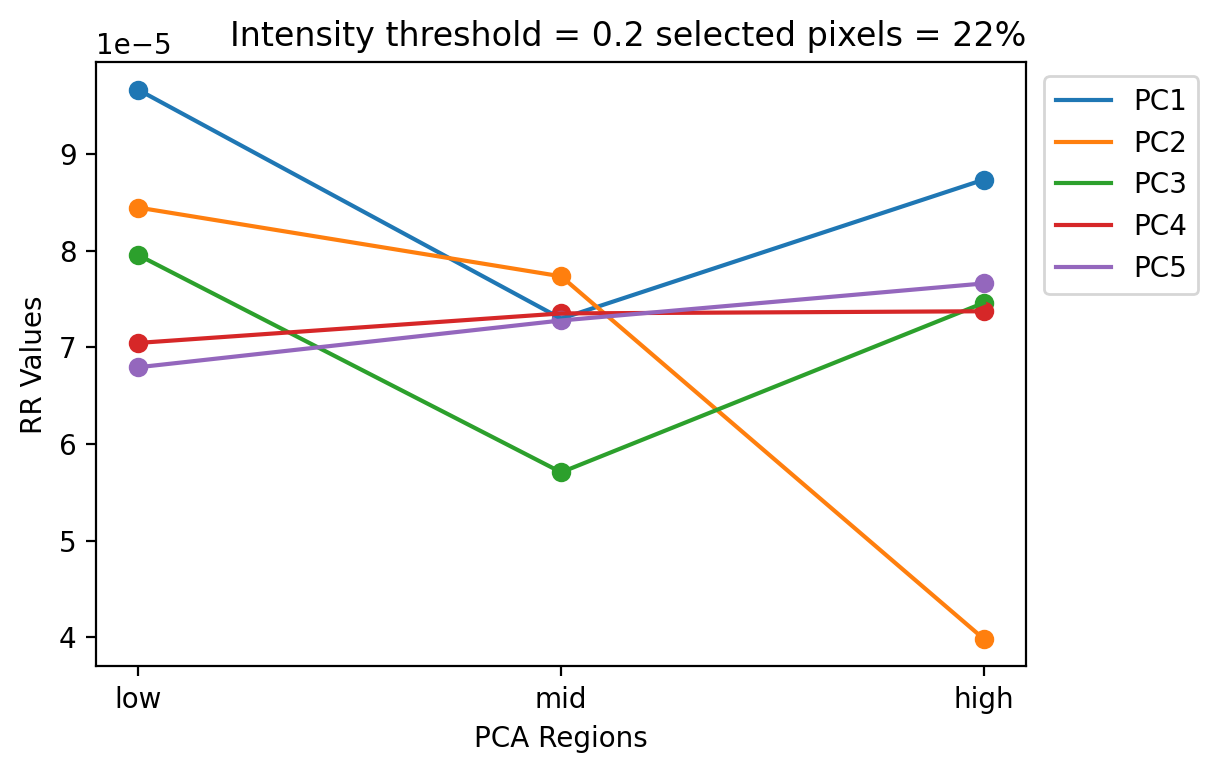 Intensity threshold = 0.2 selected pixels = 22%
1e−5
9
8
7
6
5
4
RR Values
low
mid
high
PCA Regions
PC1
PC2
PC3
PC4
PC5